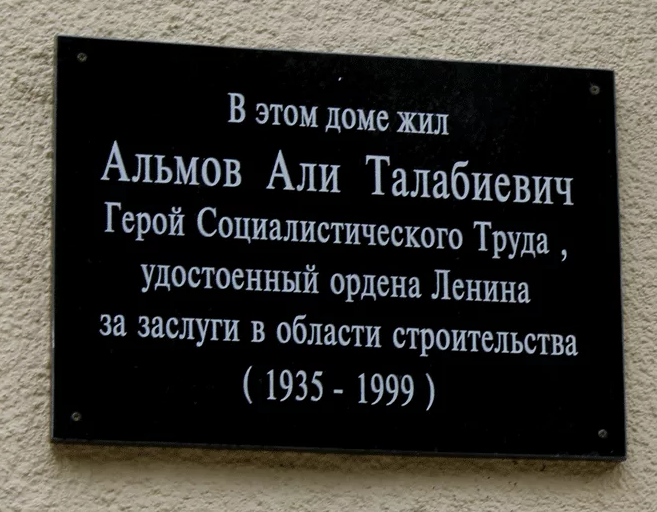 В этом доме жил
Альмов Али Талабиевич
Герой Социалистического Труда ,
удостоенный ордена Ленина
за заслуги в области строительства
( 1935 - 1999 )